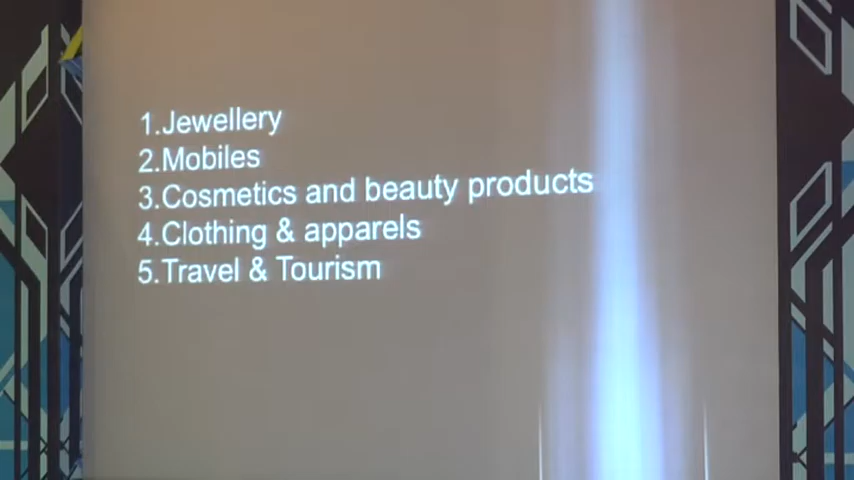 1.Jewellery
2.Mobiles
3.Cosmetics and beauty products
4.Clothing & apparels
5.Travel & Tourism